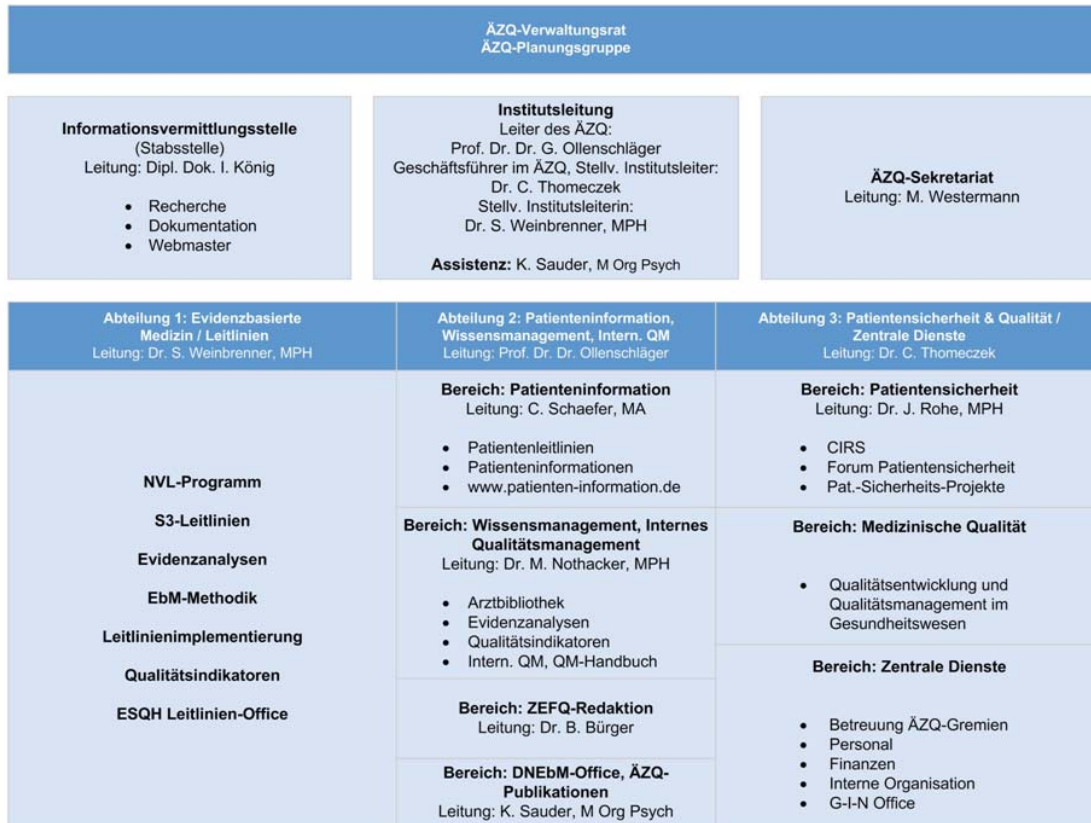 ÄZQ-Verwaltungsrat
ÄZQ-Planungsgruppe
Informationsvermittlungsstelle
(Stabsstelle)
Leitung: Dipl. Dok. I. König
• Recherche
• Dokumentation
• Webmaster
Institutsleitung
Leiter des ÄZQ:
Prof. Dr. Dr. G. Ollenschläger
Geschäftsführer im ÄZQ, Stellv. Institutsleiter:
Dr. C. Thomeczek
Stellv. Institutsleiterin:
Dr. S. Weinbrenner, MPH
Assistenz: K. Sauder, M Org Psych
ÄZQ-Sekretariat
Leitung: M. Westermann
Abteilung 1: Evidenzbasierte
Medizin / Leitlinien
Leitung: Dr. S. Weinbrenner, MPH
NVL-Programm
S3-Leitlinien
Evidenzanalysen
EbM-Methodik
Leitlinienimplementierung
Qualitätsindikatoren
ESQH Leitlinien-Office
Abteilung 2: Patienteninformation,
Wissensmanagement, Intern. QM
Leitung: Prof. Dr. Dr. Ollenschläger
Bereich: Patienteninformation
Leitung: C. Schaefer, MA
• Patientenleitlinien
• Patienteninformationen
• www.patienten-information.de
Bereich: Wissensmanagement, Internes
Qualitätsmanagement
Leitung: Dr. M. Nothacker, MPH
• Arztbibliothek
• Evidenzanalysen
• Qualitätsindikatoren
• Intern. QM, QM-Handbuch
Bereich: ZEFQ-Redaktion
Leitung: Dr. B. Bürger
Bereich: DNEbM-Office, ÄZQ-
Publikationen
Leitung: K. Sauder, M Org Psych
Abteilung 3: Patientensicherheit & Qualität /
Zentrale Dienste
Leitung: Dr. C. Thomeczek
Bereich: Patientensicherheit
Leitung: Dr. J. Rohe, MPH
• CIRS
• Forum Patientensicherheit
• Pat.-Sicherheits-Projekte
Bereich: Medizinische Qualität
• Qualitätsentwicklung und
Qualitätsmanagement im
Gesundheitswesen
Bereich: Zentrale Dienste
• Betreuung ÄZQ-Gremien
• Personal
• Finanzen
• Interne Organisation
• G-I-N Office